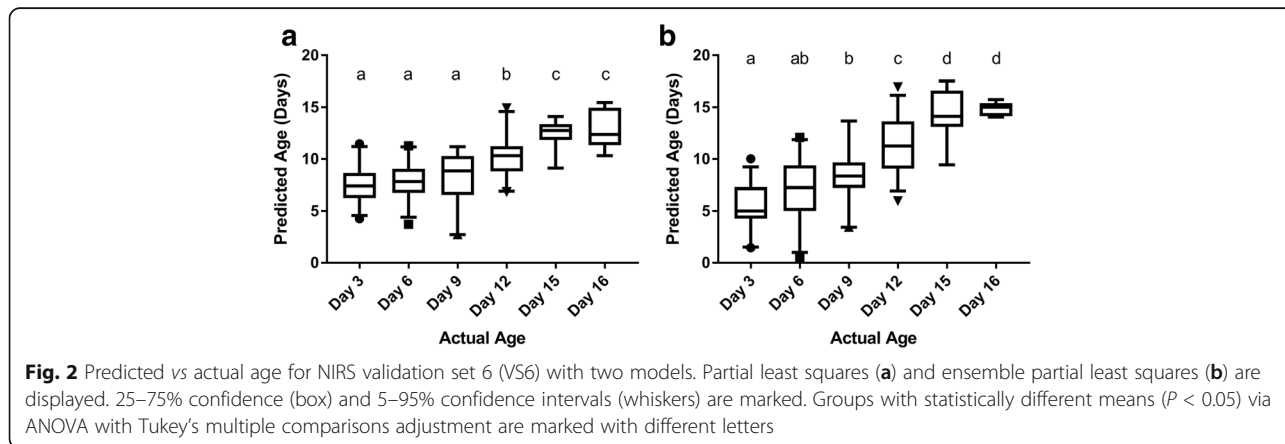 a
20
15
10
5
0
Predicted Age (Days)
a a a b c c
Day 3 Day 6 Day 9 Day 12 Day 15 Day 16
Actual Age
b
20
15
10
5
0
Predicted Age (Days)
a ab b c d d
Day 3 Day 6 Day 9 Day 12 Day 15 Day 16
Actual Age
Fig. 2 Predicted vs actual age for NIRS validation set 6 (VS6) with two models. Partial least squares (a) and ensemble partial least squares (b) are
displayed. 25–75% confidence (box) and 5–95% confidence intervals (whiskers) are marked. Groups with statistically different means (P < 0.05) via
ANOVA with Tukey's multiple comparisons adjustment are marked with different letters